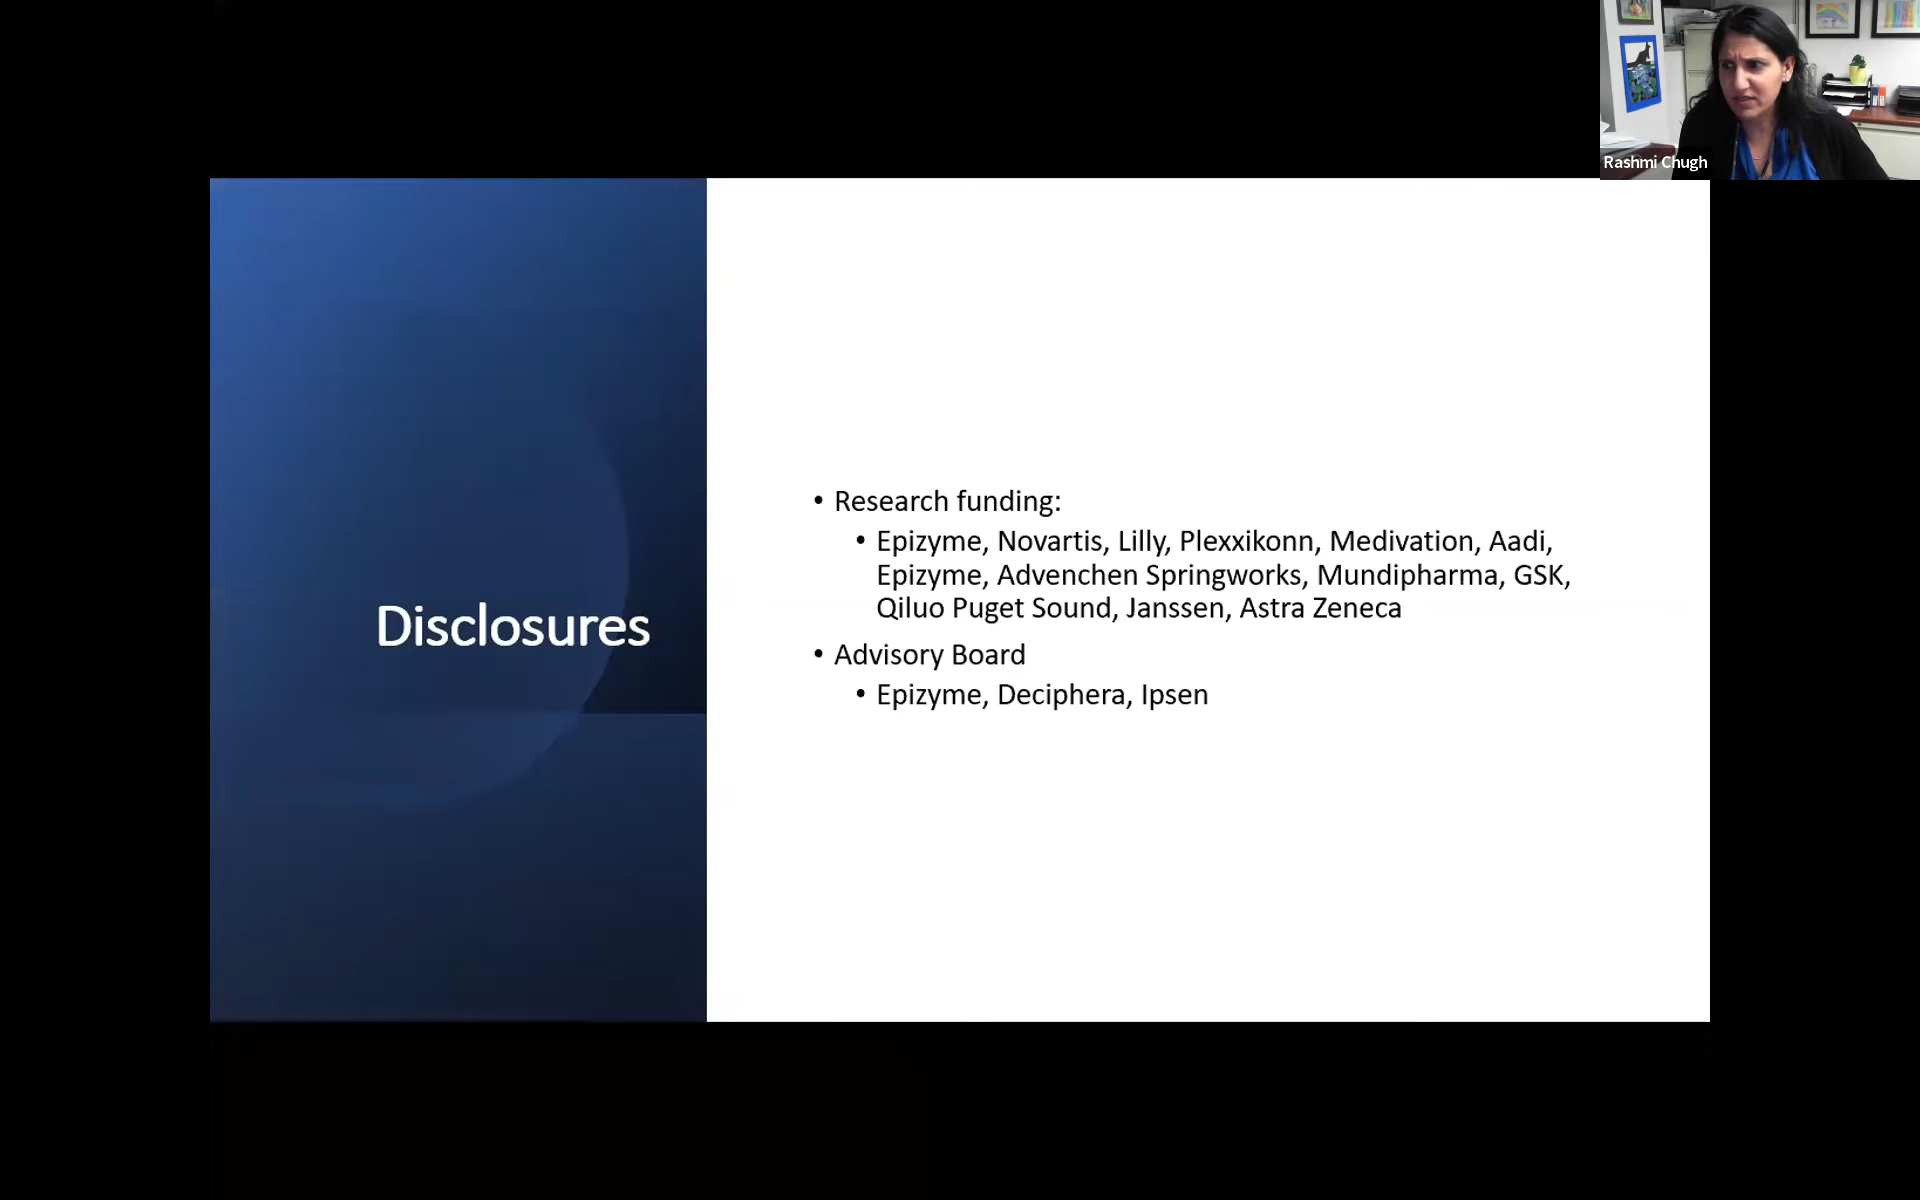 Rashmi Chugh
Disclosures
• Research funding:
• Epizyme, Novartis, Lilly, Plexxikonn, Medivation, Aadi,
Epizyme, Advenchen Springworks, Mundipharma, GSK,
Qiluo Puget Sound, Janssen, Astra Zeneca
• Advisory Board
• Epizyme, Deciphera, Ipsen